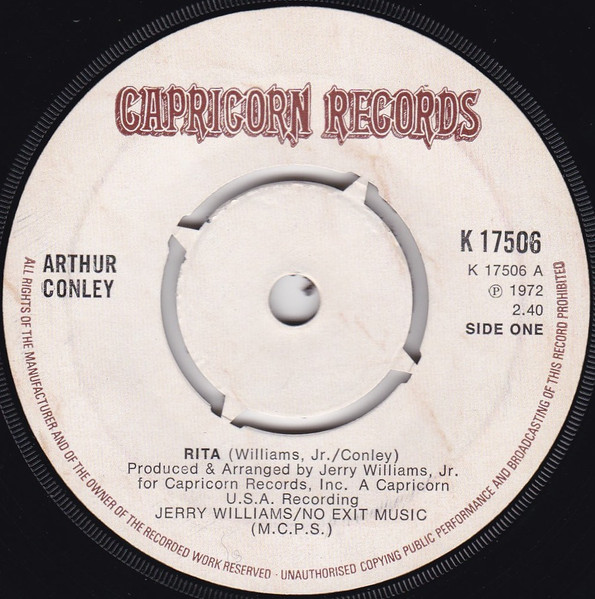 CAPRICORN RECORDS
ARTHUR
CONLEY
K 17506
K 17506 A
Ⓟ 1972
2.40
SIDE ONE
RITA (Williams, Jr./Conley)
Produced & Arranged by Jerry Williams, Jr.
for Capricorn Records, Inc. A Capricorn
U.S.A. Recording
JERRY WILLIAMS/NO EXIT MUSIC
(M.C.P.S.)
ALL RIGHTS OF THE MANUFACTURER AND OF THE OWNER OF THE RECORDED WORK RESERVED · UNAUTHORISED COPYING PUBLIC PERFORMANCE AND BROADCASTING OF THIS RECORD PROHIBITED